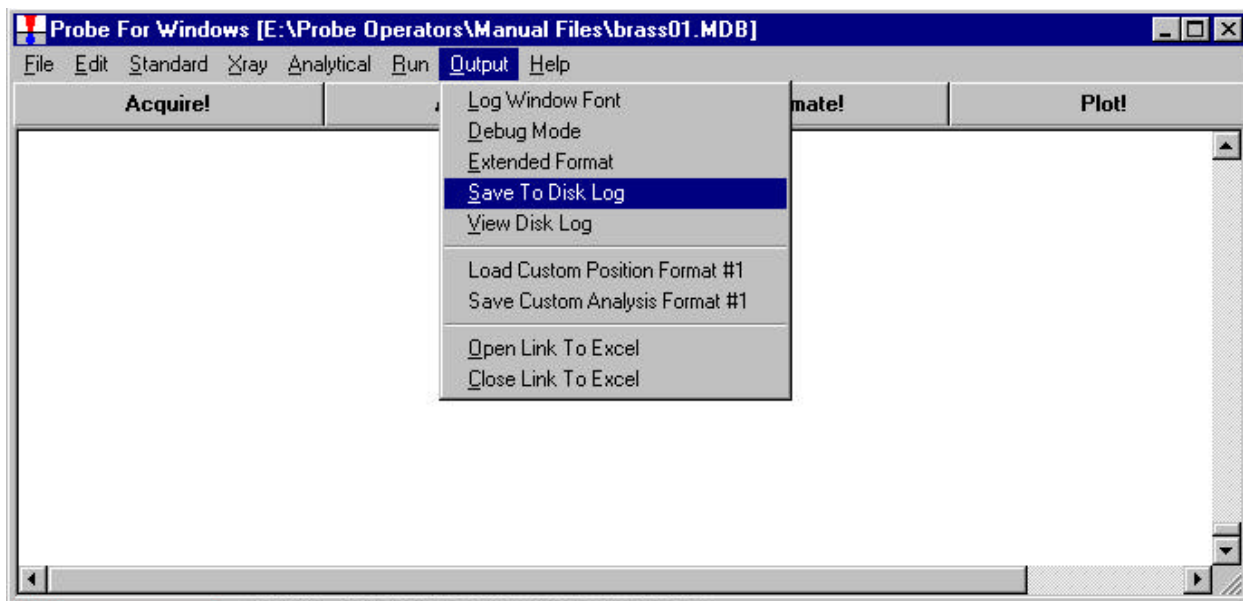 Probe For Windows [E:\Probe Operators\Manual Files\brass01.MDB]
File Edit Standard Xray Analytical Run Output Help
Acquire! Plot!
Log Window Font
Debug Mode
Extended Format
Save To Disk Log
View Disk Log
Load Custom Position Format #1
Save Custom Analysis Format #1
Open Link To Excel
Close Link To Excel